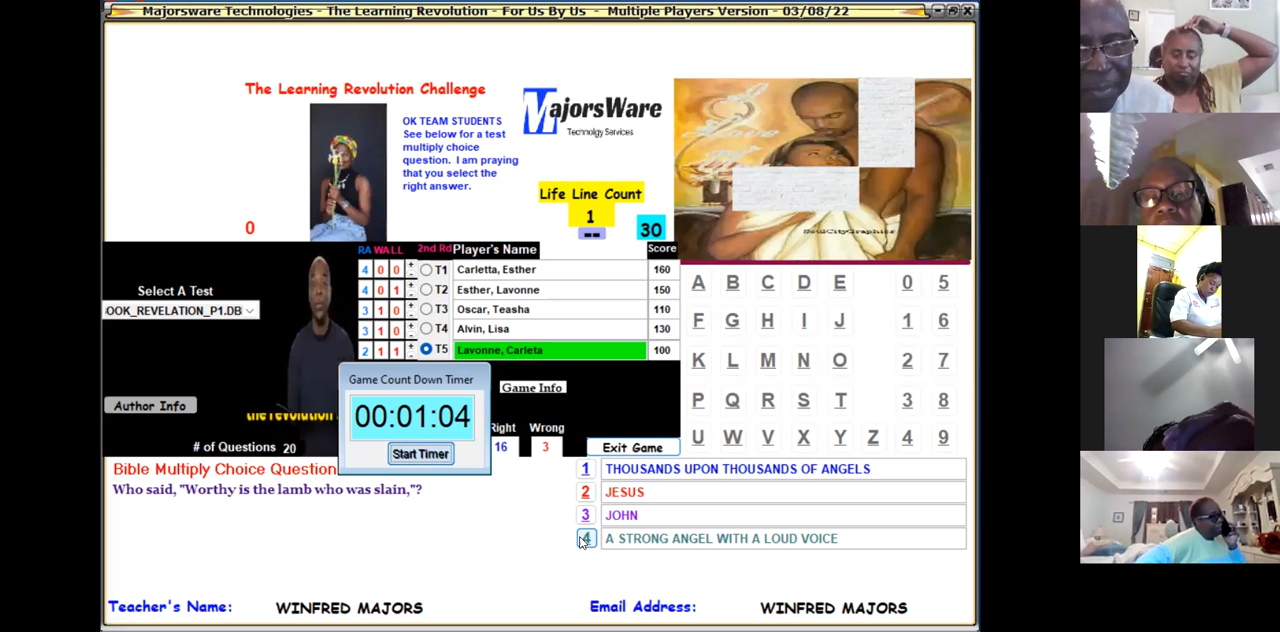 Majorsware Technologies - The Learning Revolution - For Us By Us - Multiple Players Version - 03/08/22
The Learning Revolution Challenge
OK TEAM STUDENTS
See below for a test
multiply choice
question. I am praying
that you select the
right answer.
MajorsWare
Technolgy Services
Life Line Count
1
--
30
0
SoulCityGraphics
RA WA LL 2nd Rd Player's Name Score
4 0 0 + - T1 Carletta, Esther 160
4 0 1 + - T2 Esther, Lavonne 150
3 1 0 + - T3 Oscar, Teasha 110
3 1 0 + - T4 Alvin, Lisa 130
2 1 1 + - T5 Lavonne, Carleta 100
Select A Test
OOK_REVELATION_P1.DB
Game Count Down Timer
00:01:04
Start Timer
Game Info
Author Info
the revolution
# of Questions 20
Right Wrong
16 3
Exit Game
A B C D E 0 5
F G H I J 1 6
K L M N O 2 7
P Q R S T 3 8
U W V X Y Z 4 9
Bible Multiply Choice Question
Who said, "Worthy is the lamb who was slain,"?
1 THOUSANDS UPON THOUSANDS OF ANGELS
2 JESUS
3 JOHN
4 A STRONG ANGEL WITH A LOUD VOICE
Teacher's Name: WINFRED MAJORS Email Address: WINFRED MAJORS